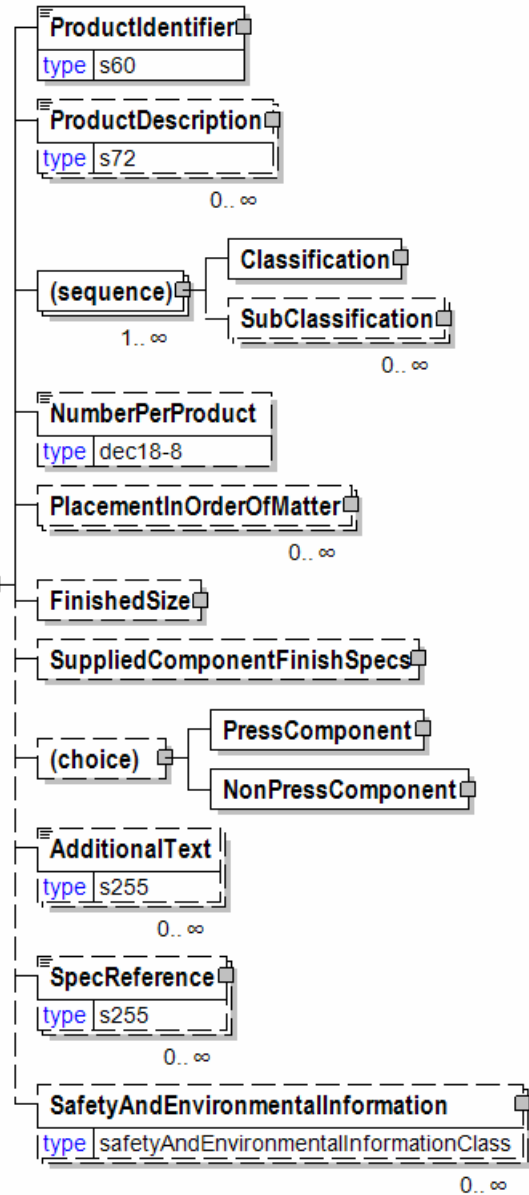 ProductIdentifier
type s60
ProductDescription
type s72
0.. ∞
Classification
(sequence)
SubClassification
1.. ∞
0.. ∞
NumberPerProduct
type dec18-8
PlacementInOrderOfMatter
0.. ∞
FinishedSize
SuppliedComponentFinishSpecs
PressComponent
(choice)
NonPressComponent
AdditionalText
type s255
0.. ∞
SpecReference
type s255
0.. ∞
SafetyAndEnvironmentalInformation
type safetyAndEnvironmentalInformationClass
0.. ∞